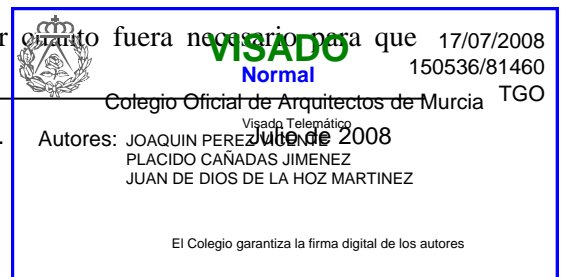 r cuanto fuera necesario para que
VISADO
Normal
17/07/2008
150536/81460
TGO
Colegio Oficial de Arquitectos de Murcia
Visado Telemático
. Julio de 2008
Autores: JOAQUIN PEREZ VICENTE
PLACIDO CAÑADAS JIMENEZ
JUAN DE DIOS DE LA HOZ MARTINEZ
El Colegio garantiza la firma digital de los autores